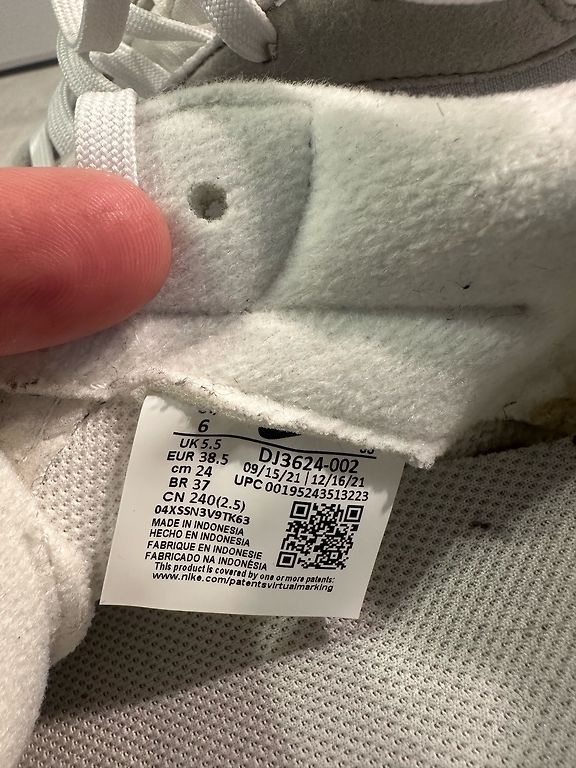 6
UK 5.5
EUR 38.5
cm 24
BR 37
CN 240(2.5)
04XSSN3V9TK63
DJ3624-002
09/15/21 | 12/16/21
UPC 00195243513223
MADE IN INDONESIA
HECHO EN INDONESIA
FABRIQUE EN INDONÉSIE
FABRICADO NA INDONÉSIA
This product is covered by one or more patents:
www.nike.com/patentsvirtualmarking